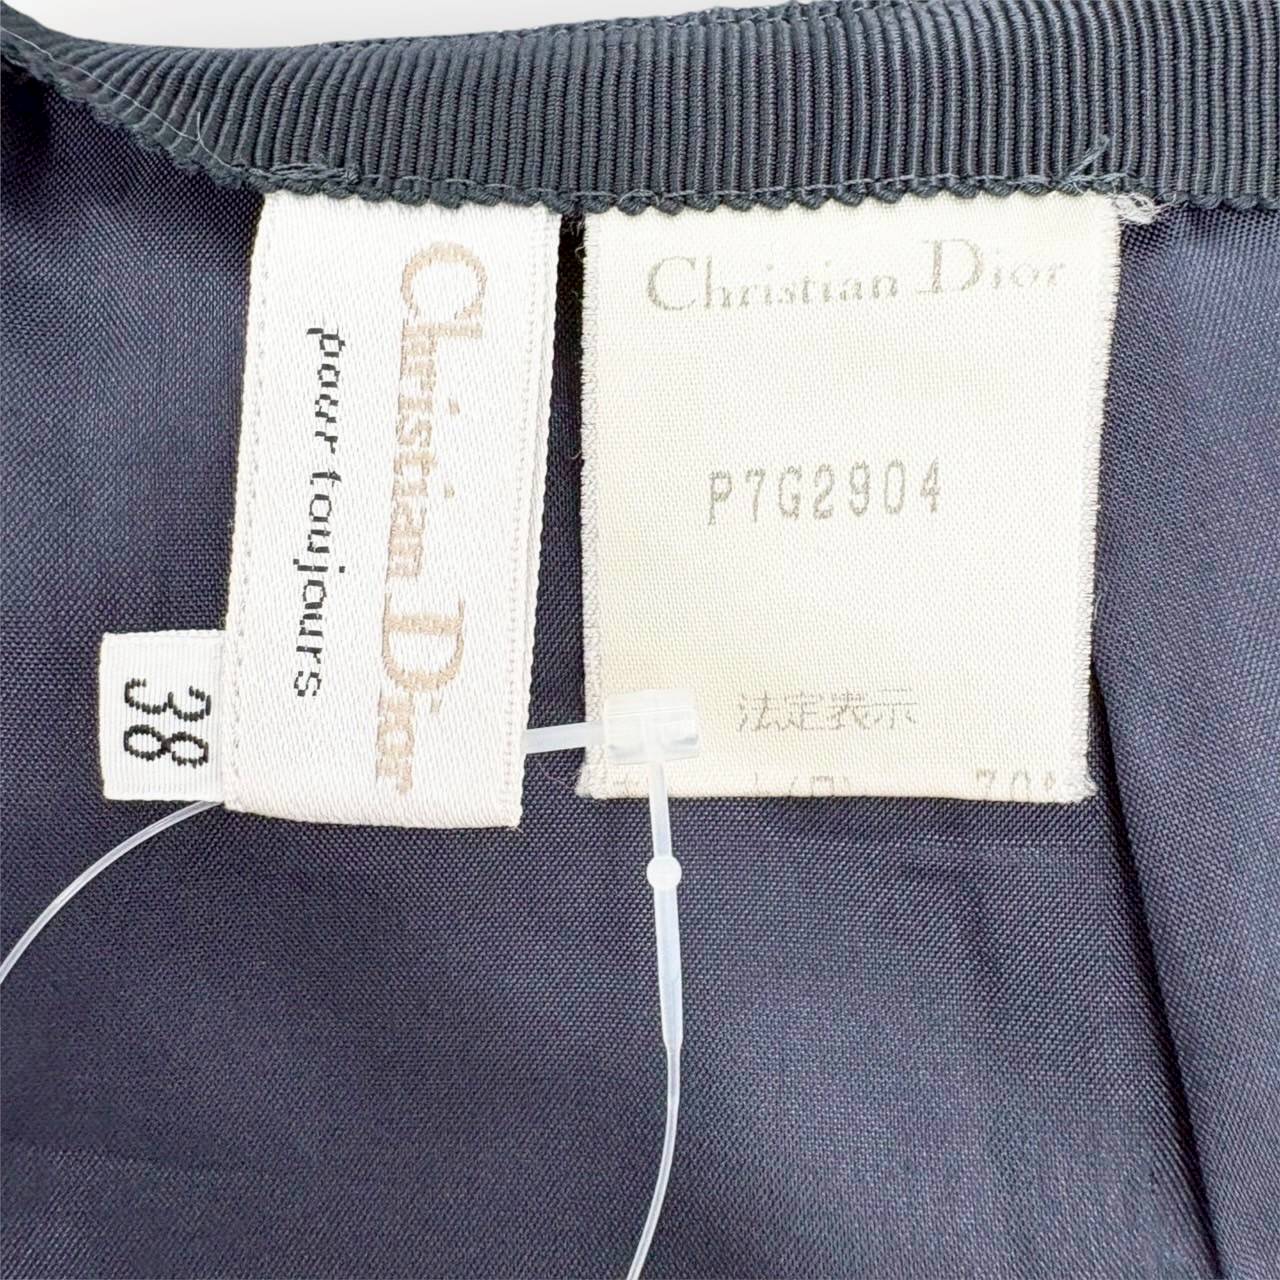 Christian Dior
pour toujours
38
Christian Dior
P7G2904
法定表示